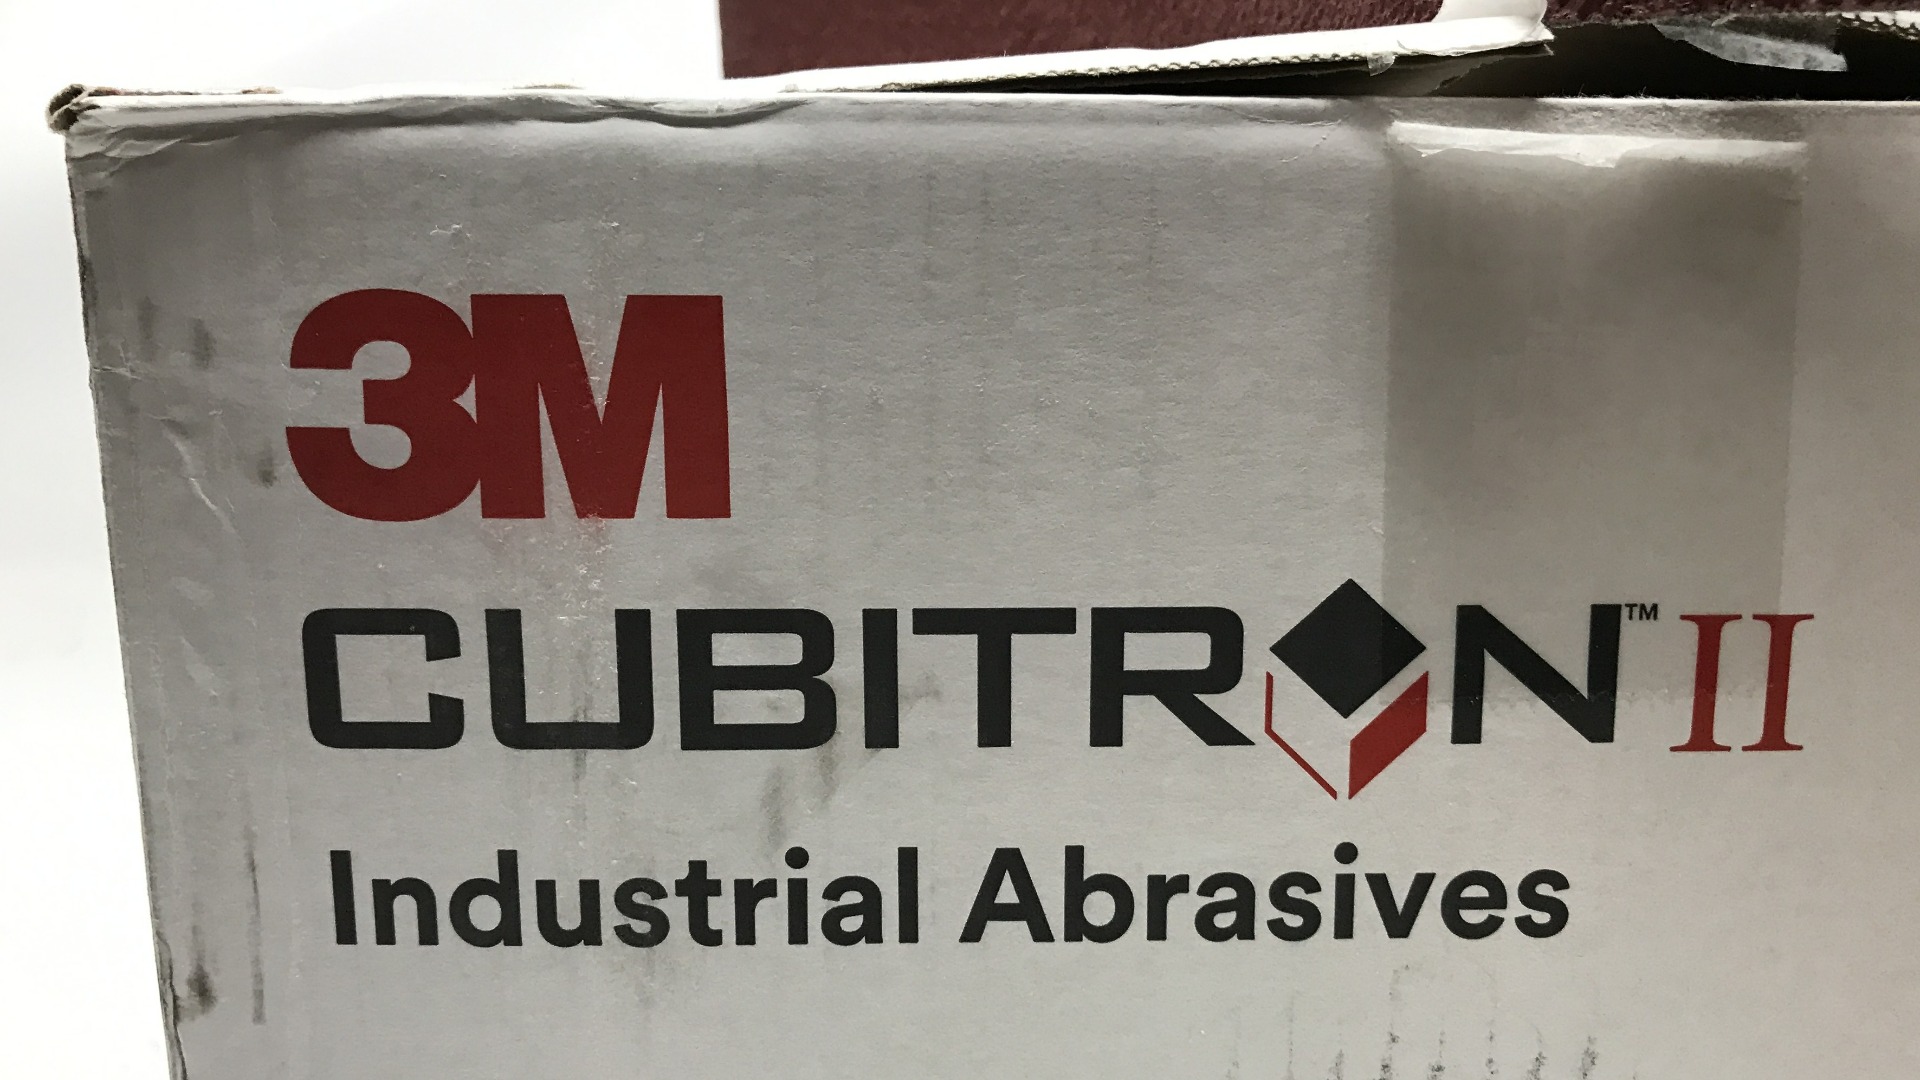 3M
CUBITRON™ II
Industrial Abrasives